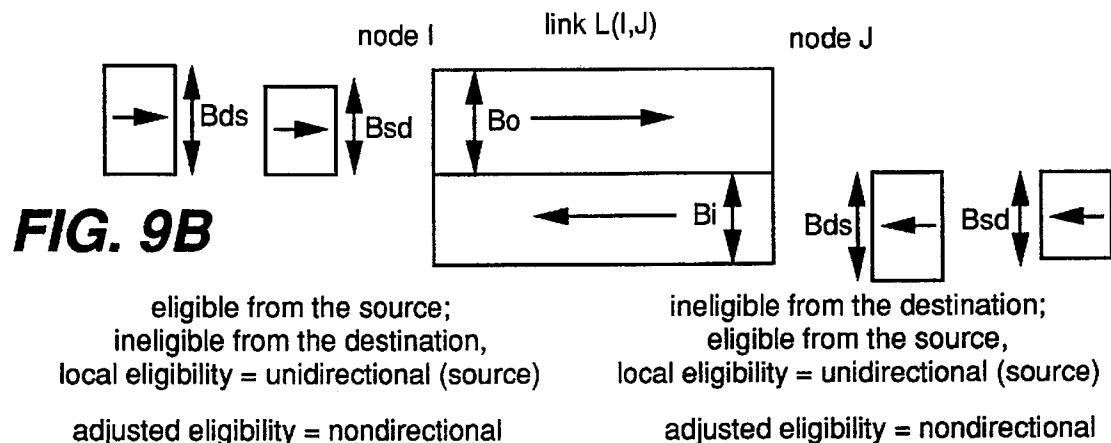 node I
link L(I,J)
node J
Bds
Bsd
Bo
Bi
Bds
Bsd
FIG. 9B
eligible from the source;
ineligible from the destination,
local eligibility = unidirectional (source)
adjusted eligibility = nondirectional
ineligible from the destination;
eligible from the source,
local eligibility = unidirectional (source)
adjusted eligibility = nondirectional